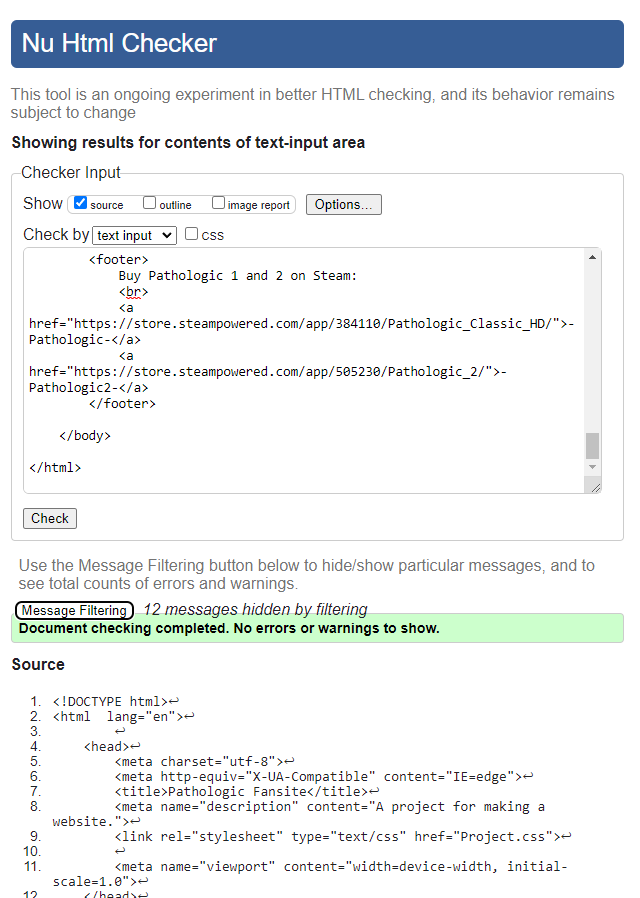 Nu Html Checker
This tool is an ongoing experiment in better HTML checking, and its behavior remains
subject to change
Showing results for contents of text-input area
Checker Input
Show source outline image report Options...
Check by text input css
<footer>
Buy Pathologic 1 and 2 on Steam:
<br>
<a
href="https://store.steampowered.com/app/384110/Pathologic_Classic_HD/">-
Pathologic-</a>
<a
href="https://store.steampowered.com/app/505230/Pathologic_2/">-
Pathologic2-</a>
</footer>
</body>
</html>
Check
Use the Message Filtering button below to hide/show particular messages, and to
see total counts of errors and warnings.
Message Filtering 12 messages hidden by filtering
Document checking completed. No errors or warnings to show.
Source
1. <!DOCTYPE html>↩
2. <html  lang="en">↩
3. ↩
4. <head>↩
5. <meta charset="utf-8">↩
6. <meta http-equiv="X-UA-Compatible" content="IE=edge">↩
7. <title>Pathologic Fansite</title>↩
8. <meta name="description" content="A project for making a
website.">↩
9. <link rel="stylesheet" type="text/css" href="Project.css">↩
10. ↩
11. <meta name="viewport" content="width=device-width, initial-
scale=1.0">↩
12. </head>↩